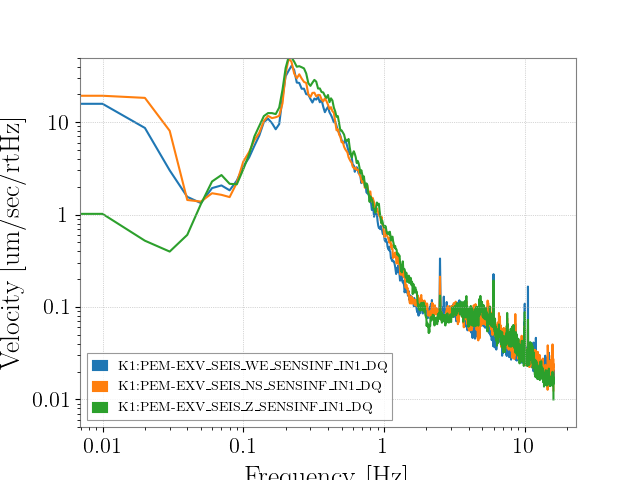 Velocity [um/sec/rtHz]
10
1
0.1
0.01
K1:PEM-EXV_SEIS_WE_SENSINF_IN1_DQ
K1:PEM-EXV_SEIS_NS_SENSINF_IN1_DQ
K1:PEM-EXV_SEIS_Z_SENSINF_IN1_DQ
0.01 0.1 1 10
Frequency [Hz]